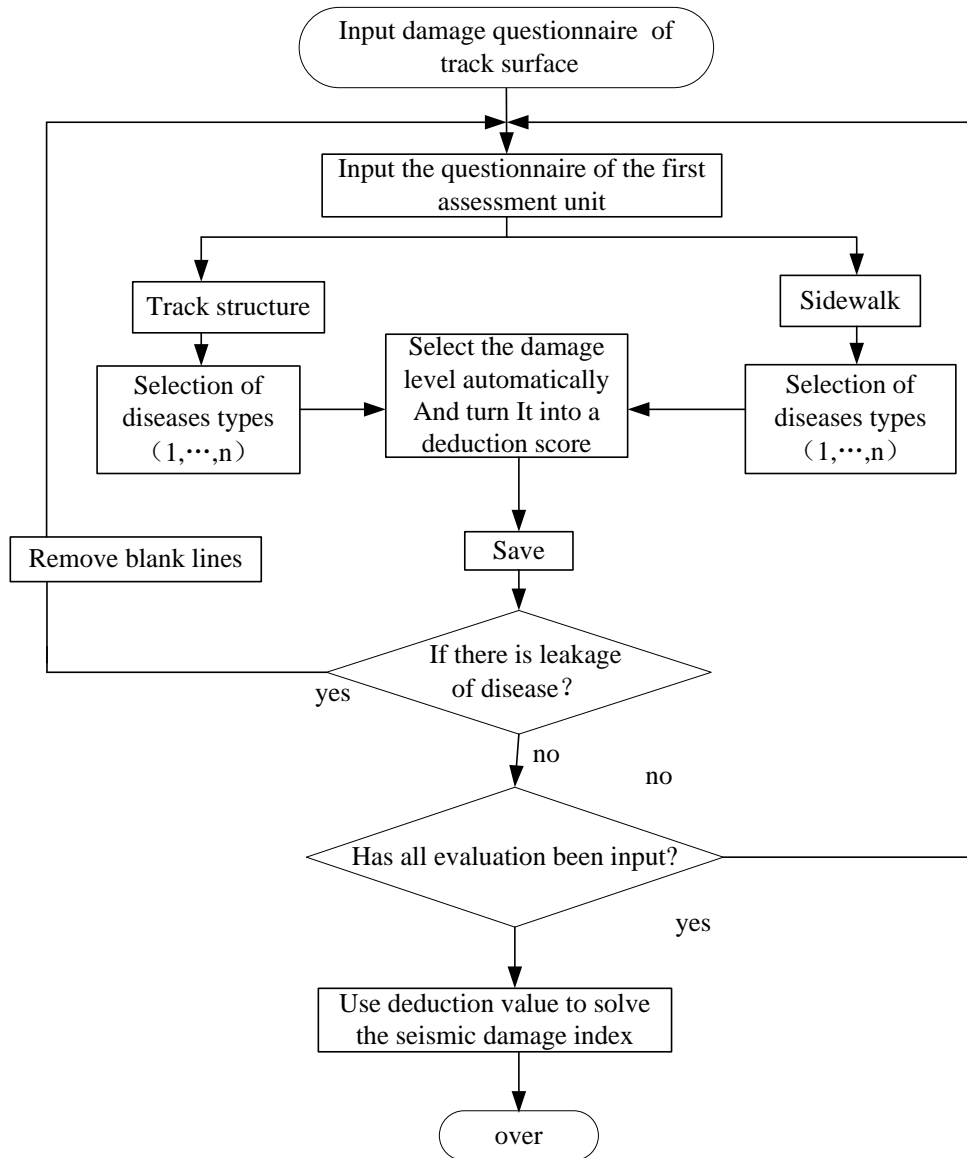 Input damage questionnaire of
track surface
Input the questionnaire of the first
assessment unit
Track structure
Sidewalk
Selection of
diseases types
（1,···,n）
Select the damage
level automatically
And turn It into a
deduction score
Selection of
diseases types
（1,···,n）
Save
Remove blank lines
If there is leakage
of disease？
yes
no
no
Has all evaluation been input?
yes
Use deduction value to solve
the seismic damage index
over